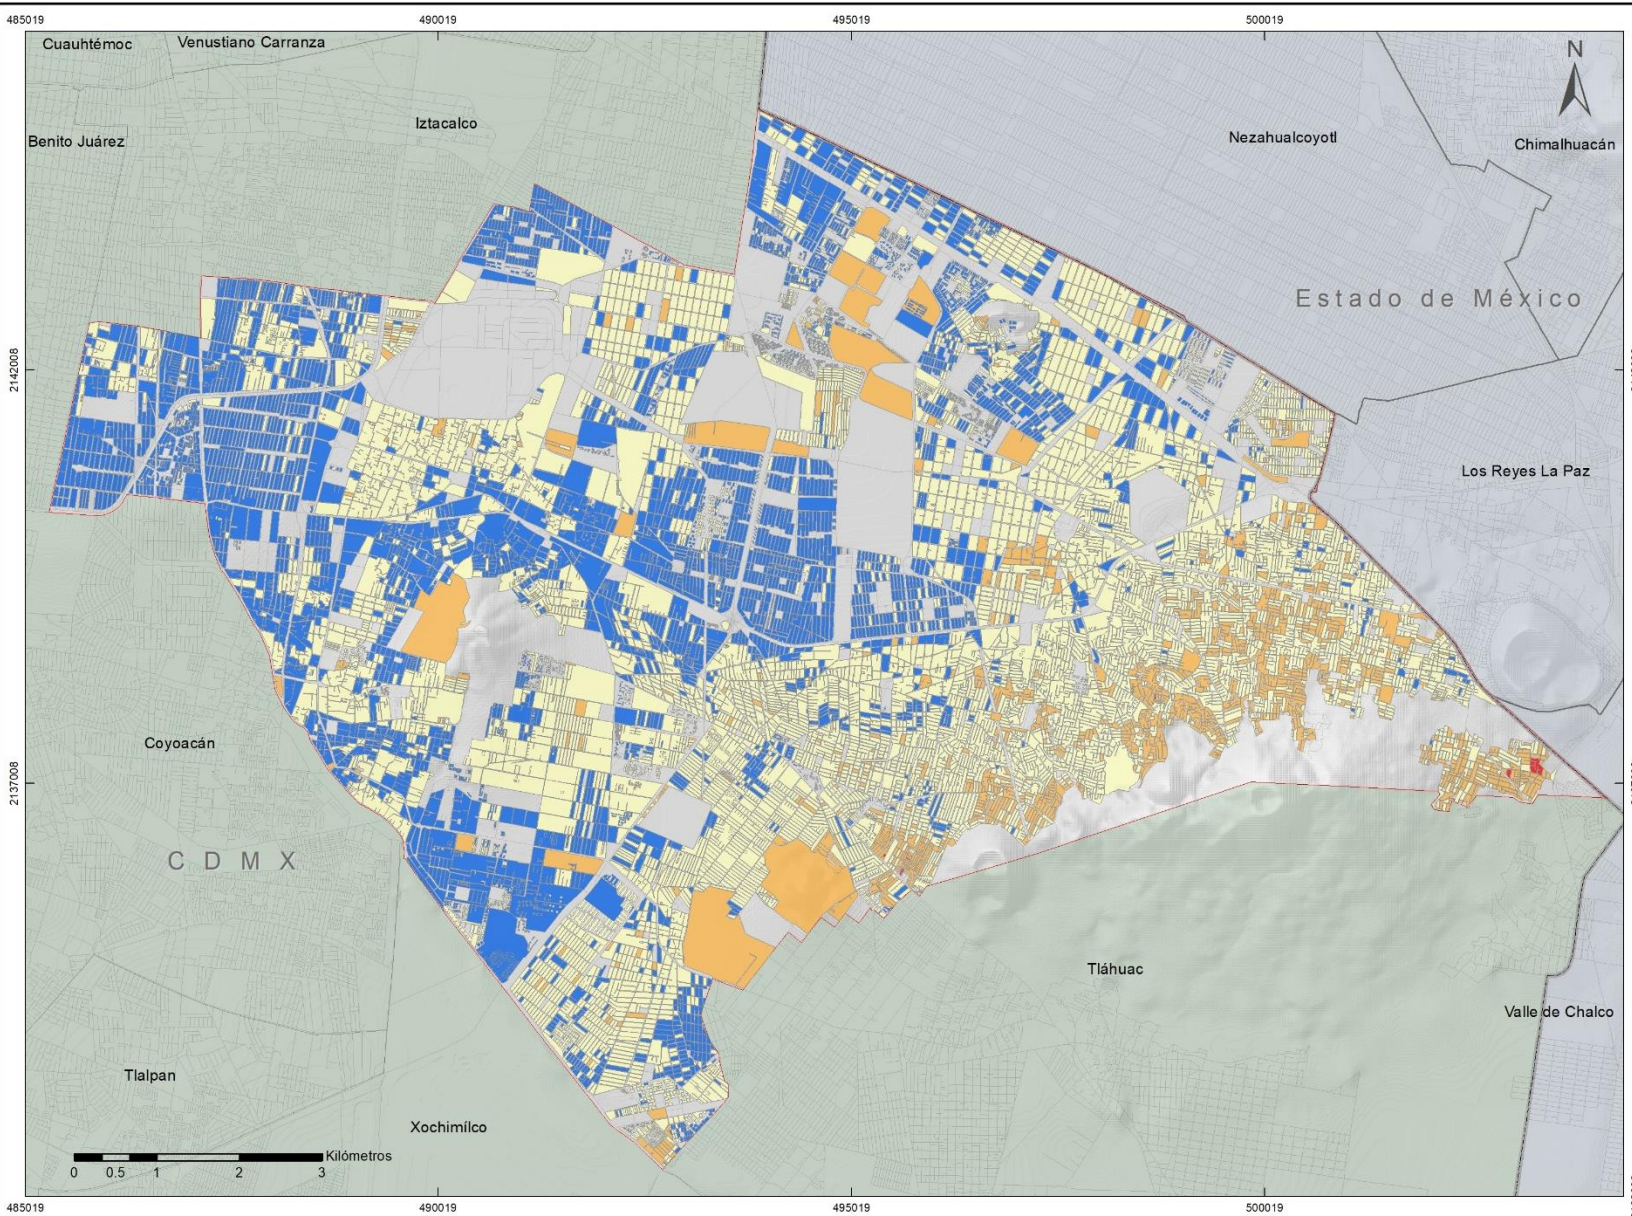 485019 490019 495019 500019
Cuauhtémoc Venustiano Carranza
N
Iztacalco
Benito Juárez
Nezahualcoyotl
Chimalhuacán
Estado de México
2142008
Los Reyes La Paz
Coyoacán
2137008
CDMX
Tláhuac
Valle de Chalco
Tlalpan
Xochimílco
Kilómetros
0 0.5 1 2 3
485019 490019 495019 500019